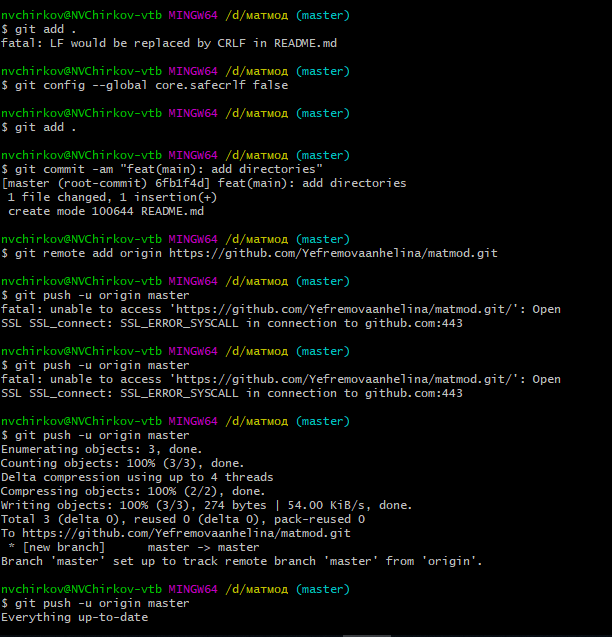 nvchirkov@NVChirkov-vtb MINGW64 /d/матмод (master)
$ git add .
fatal: LF would be replaced by CRLF in README.md
nvchirkov@NVChirkov-vtb MINGW64 /d/матмод (master)
$ git config --global core.safecrlf false
nvchirkov@NVChirkov-vtb MINGW64 /d/матмод (master)
$ git add .
nvchirkov@NVChirkov-vtb MINGW64 /d/матмод (master)
$ git commit -am "feat(main): add directories"
[master (root-commit) 6fb1f4d] feat(main): add directories
 1 file changed, 1 insertion(+)
 create mode 100644 README.md
nvchirkov@NVChirkov-vtb MINGW64 /d/матмод (master)
$ git remote add origin https://github.com/Yefremovaanhelina/matmod.git
nvchirkov@NVChirkov-vtb MINGW64 /d/матмод (master)
$ git push -u origin master
fatal: unable to access 'https://github.com/Yefremovaanhelina/matmod.git/': Open
SSL SSL_connect: SSL_ERROR_SYSCALL in connection to github.com:443
nvchirkov@NVChirkov-vtb MINGW64 /d/матмод (master)
$ git push -u origin master
fatal: unable to access 'https://github.com/Yefremovaanhelina/matmod.git/': Open
SSL SSL_connect: SSL_ERROR_SYSCALL in connection to github.com:443
nvchirkov@NVChirkov-vtb MINGW64 /d/матмод (master)
$ git push -u origin master
Enumerating objects: 3, done.
Counting objects: 100% (3/3), done.
Delta compression using up to 4 threads
Compressing objects: 100% (2/2), done.
Writing objects: 100% (3/3), 274 bytes | 54.00 KiB/s, done.
Total 3 (delta 0), reused 0 (delta 0), pack-reused 0
To https://github.com/Yefremovaanhelina/matmod.git
 * [new branch]      master -> master
Branch 'master' set up to track remote branch 'master' from 'origin'.
nvchirkov@NVChirkov-vtb MINGW64 /d/матмод (master)
$ git push -u origin master
Everything up-to-date